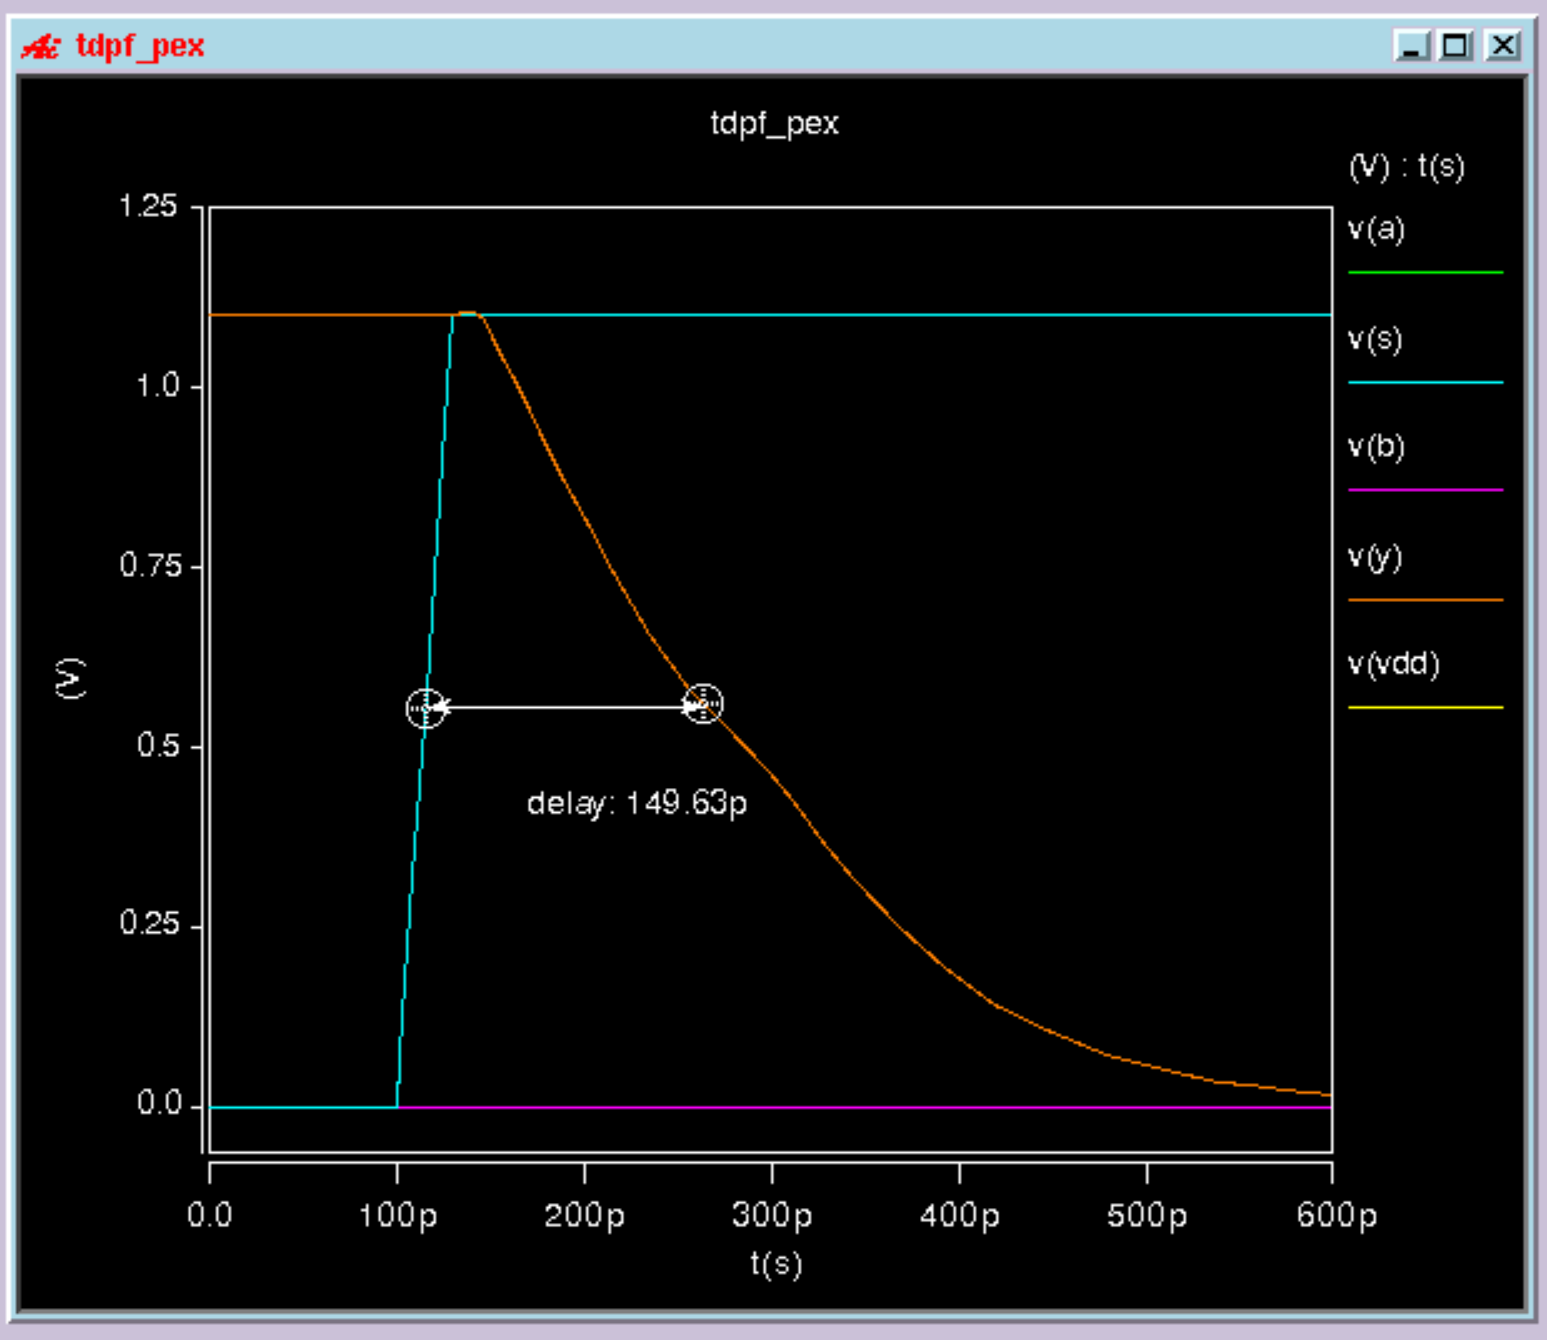 tdpf_pex
tdpf_pex
(V) : t(s)
v(a)
v(s)
v(b)
v(y)
v(vdd)
1.25
1.0
0.75
0.5
0.25
0.0
(V)
delay: 149.63p
0.0 100p 200p 300p 400p 500p 600p
t(s)